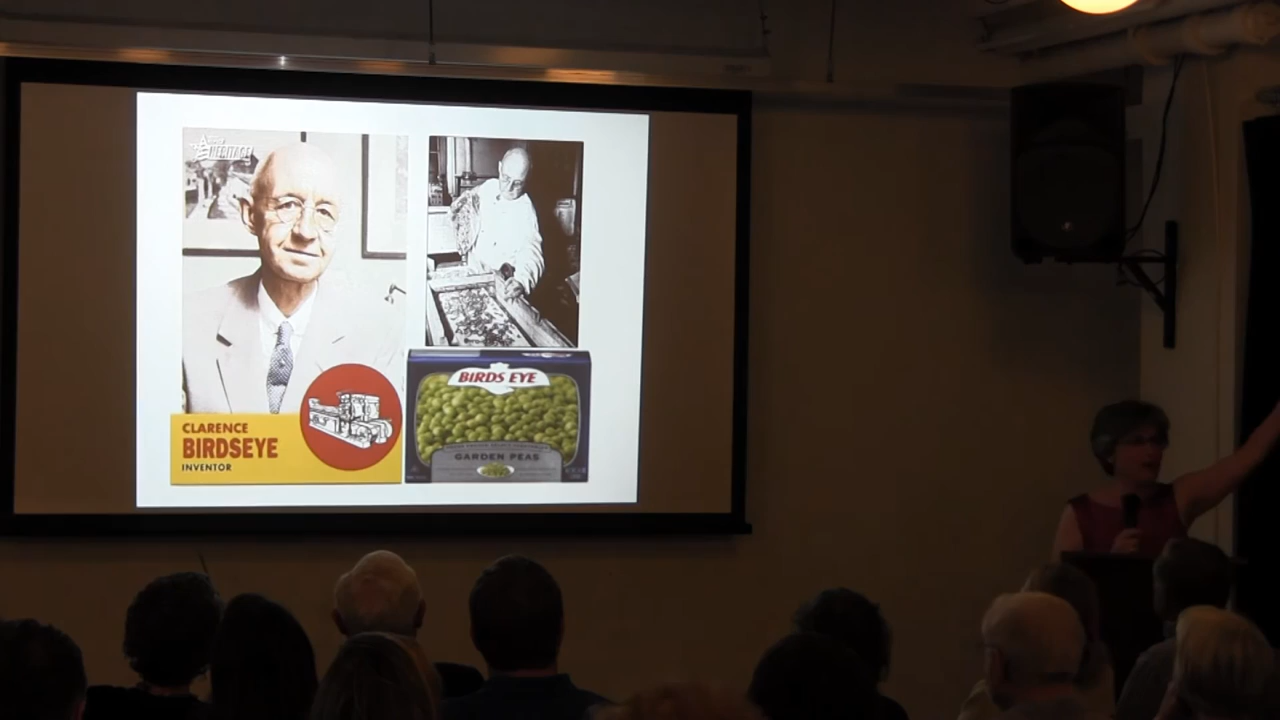 HERITAGE
CLARENCE
BIRDSEYE
INVENTOR
BIRDS EYE
GARDEN PEAS